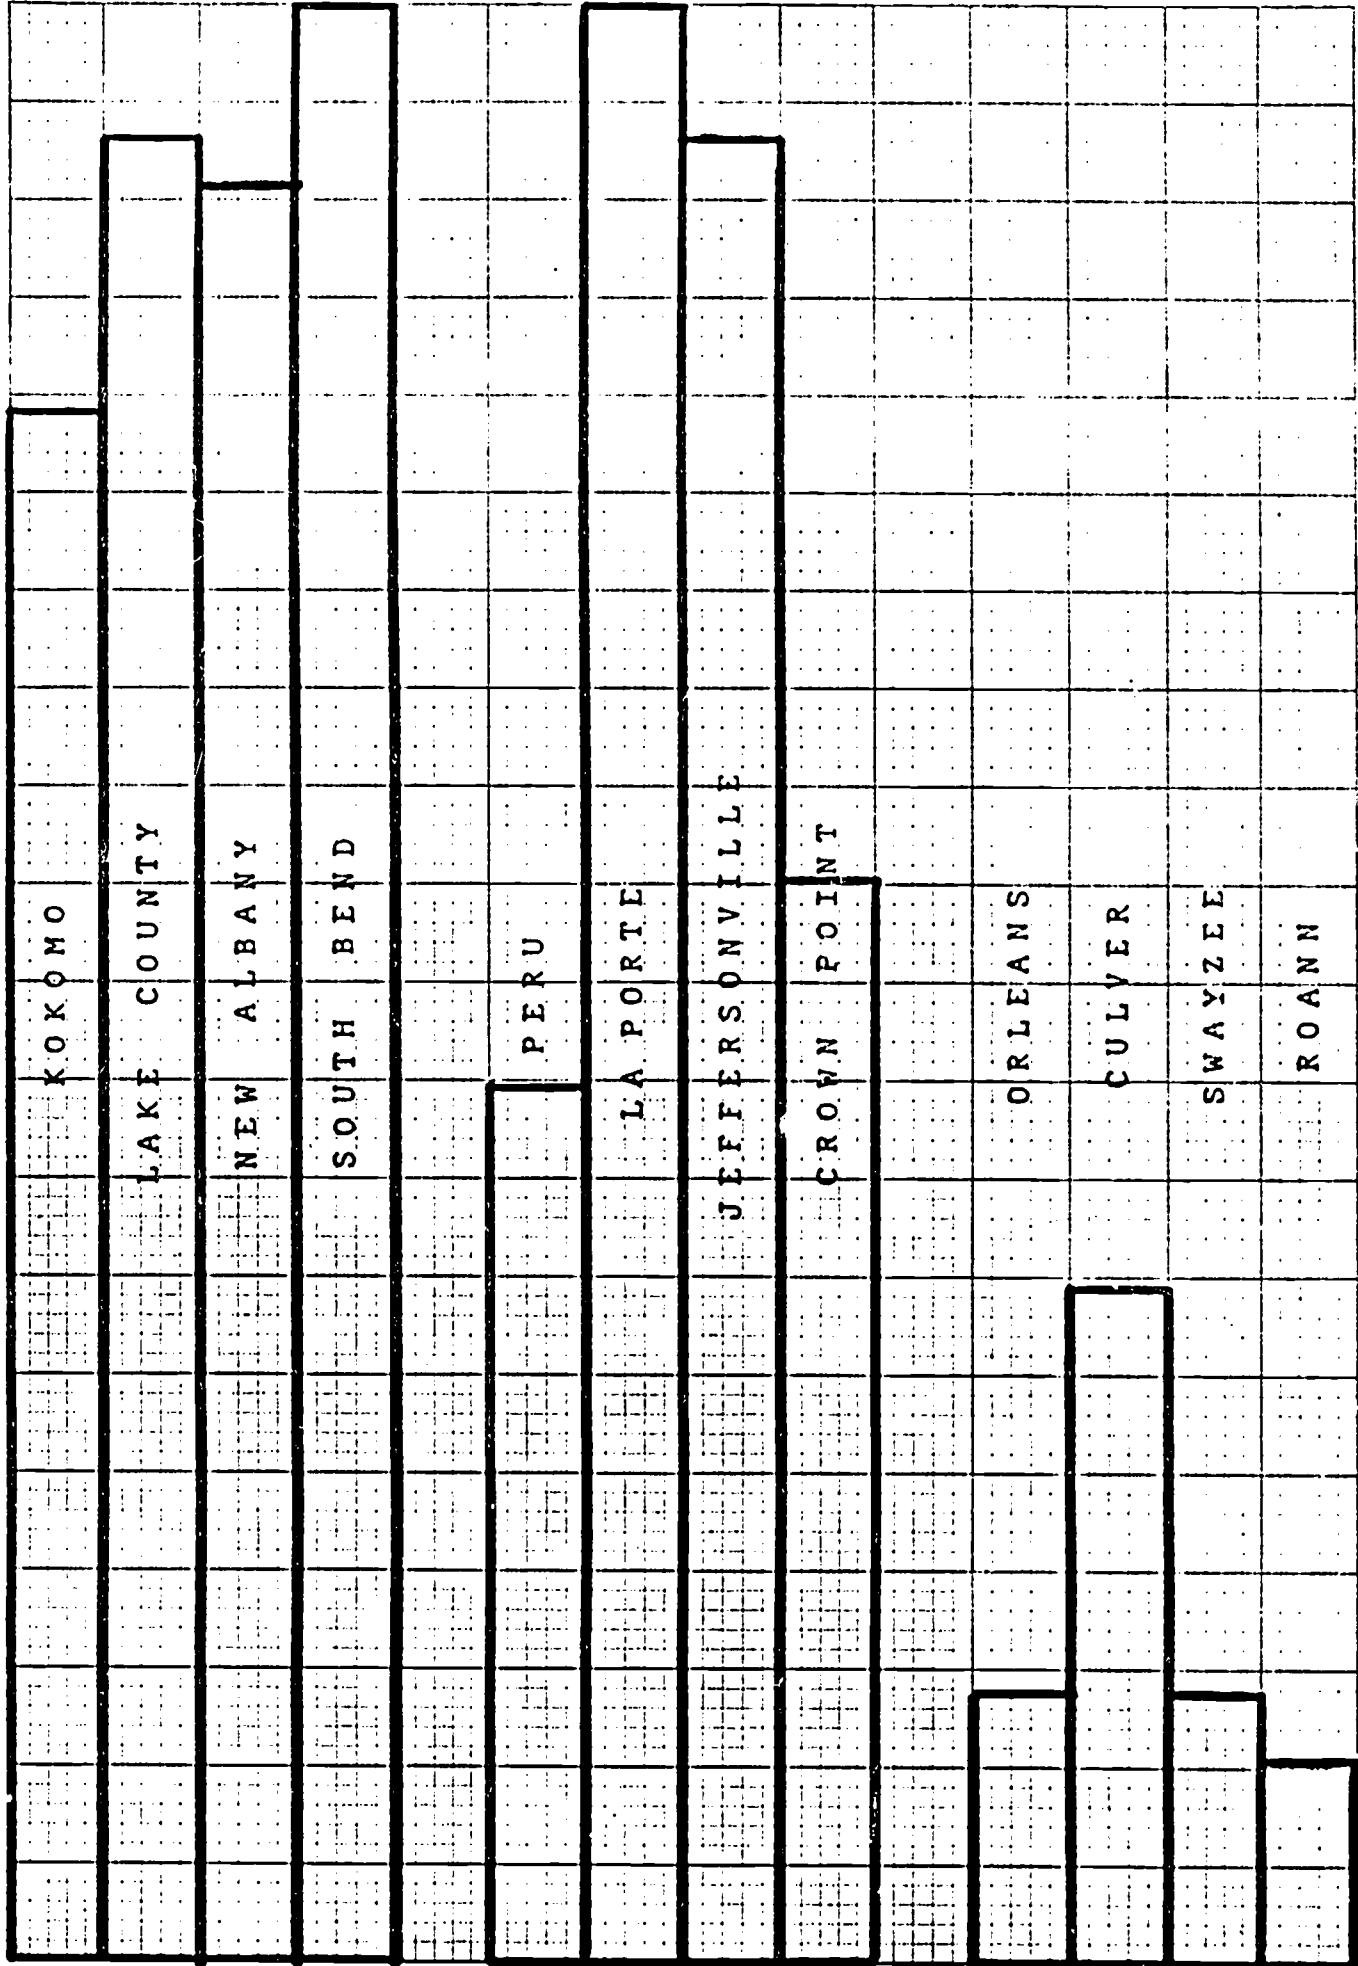 KOKOMO
LAKE COUNTY
NEW ALBANY
SOUTH BEND
PERU
LA PORTE
JEFFERSONVILLE
CROWN POINT
ORLEANS
CULVER
SWAYZEE
ROANN